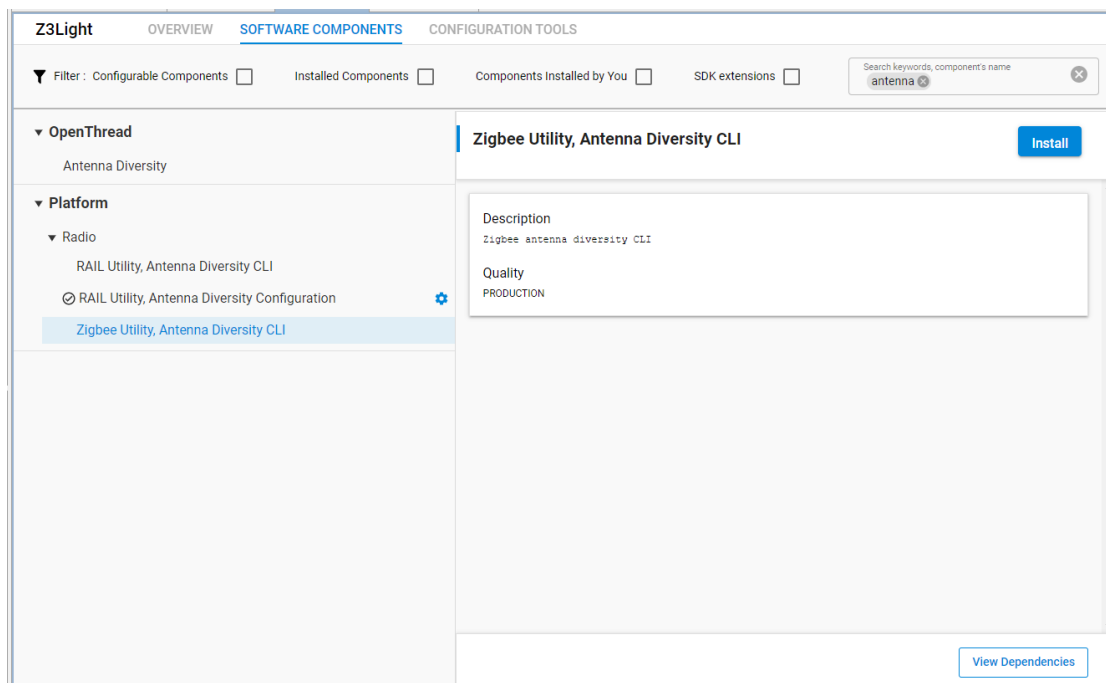 Z3Light OVERVIEW SOFTWARE COMPONENTS CONFIGURATION TOOLS
Filter : Configurable Components Installed Components Components Installed by You SDK extensions
Search keywords, component's name
antenna
OpenThread
Antenna Diversity
Platform
Radio
RAIL Utility, Antenna Diversity CLI
RAIL Utility, Antenna Diversity Configuration
Zigbee Utility, Antenna Diversity CLI
Zigbee Utility, Antenna Diversity CLI
Install
Description
Zigbee antenna diversity CLI
Quality
PRODUCTION
View Dependencies